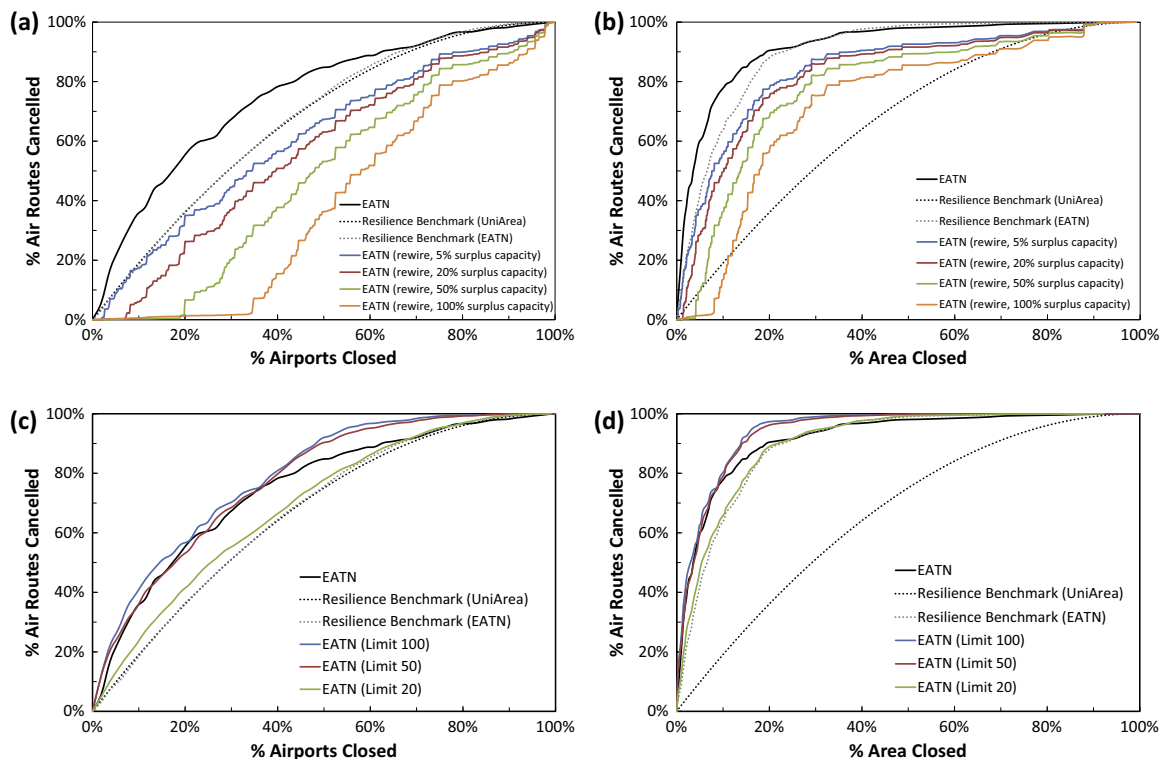 (a)
% Air Routes Cancelled
100%
80%
60%
40%
20%
0%
EATN
Resilience Benchmark (UniArea)
Resilience Benchmark (EATN)
EATN (rewire, 5% surplus capacity)
EATN (rewire, 20% surplus capacity)
EATN (rewire, 50% surplus capacity)
EATN (rewire, 100% surplus capacity)
0% 20% 40% 60% 80% 100%
% Airports Closed
(b)
% Air Routes Cancelled
100%
80%
60%
40%
20%
0%
EATN
Resilience Benchmark (UniArea)
Resilience Benchmark (EATN)
EATN (rewire, 5% surplus capacity)
EATN (rewire, 20% surplus capacity)
EATN (rewire, 50% surplus capacity)
EATN (rewire, 100% surplus capacity)
0% 20% 40% 60% 80% 100%
% Area Closed
(c)
% Air Routes Cancelled
100%
80%
60%
40%
20%
0%
EATN
Resilience Benchmark (UniArea)
Resilience Benchmark (EATN)
EATN (Limit 100)
EATN (Limit 50)
EATN (Limit 20)
0% 20% 40% 60% 80% 100%
% Airports Closed
(d)
% Air Routes Cancelled
100%
80%
60%
40%
20%
0%
EATN
Resilience Benchmark (UniArea)
Resilience Benchmark (EATN)
EATN (Limit 100)
EATN (Limit 50)
EATN (Limit 20)
0% 20% 40% 60% 80% 100%
% Area Closed